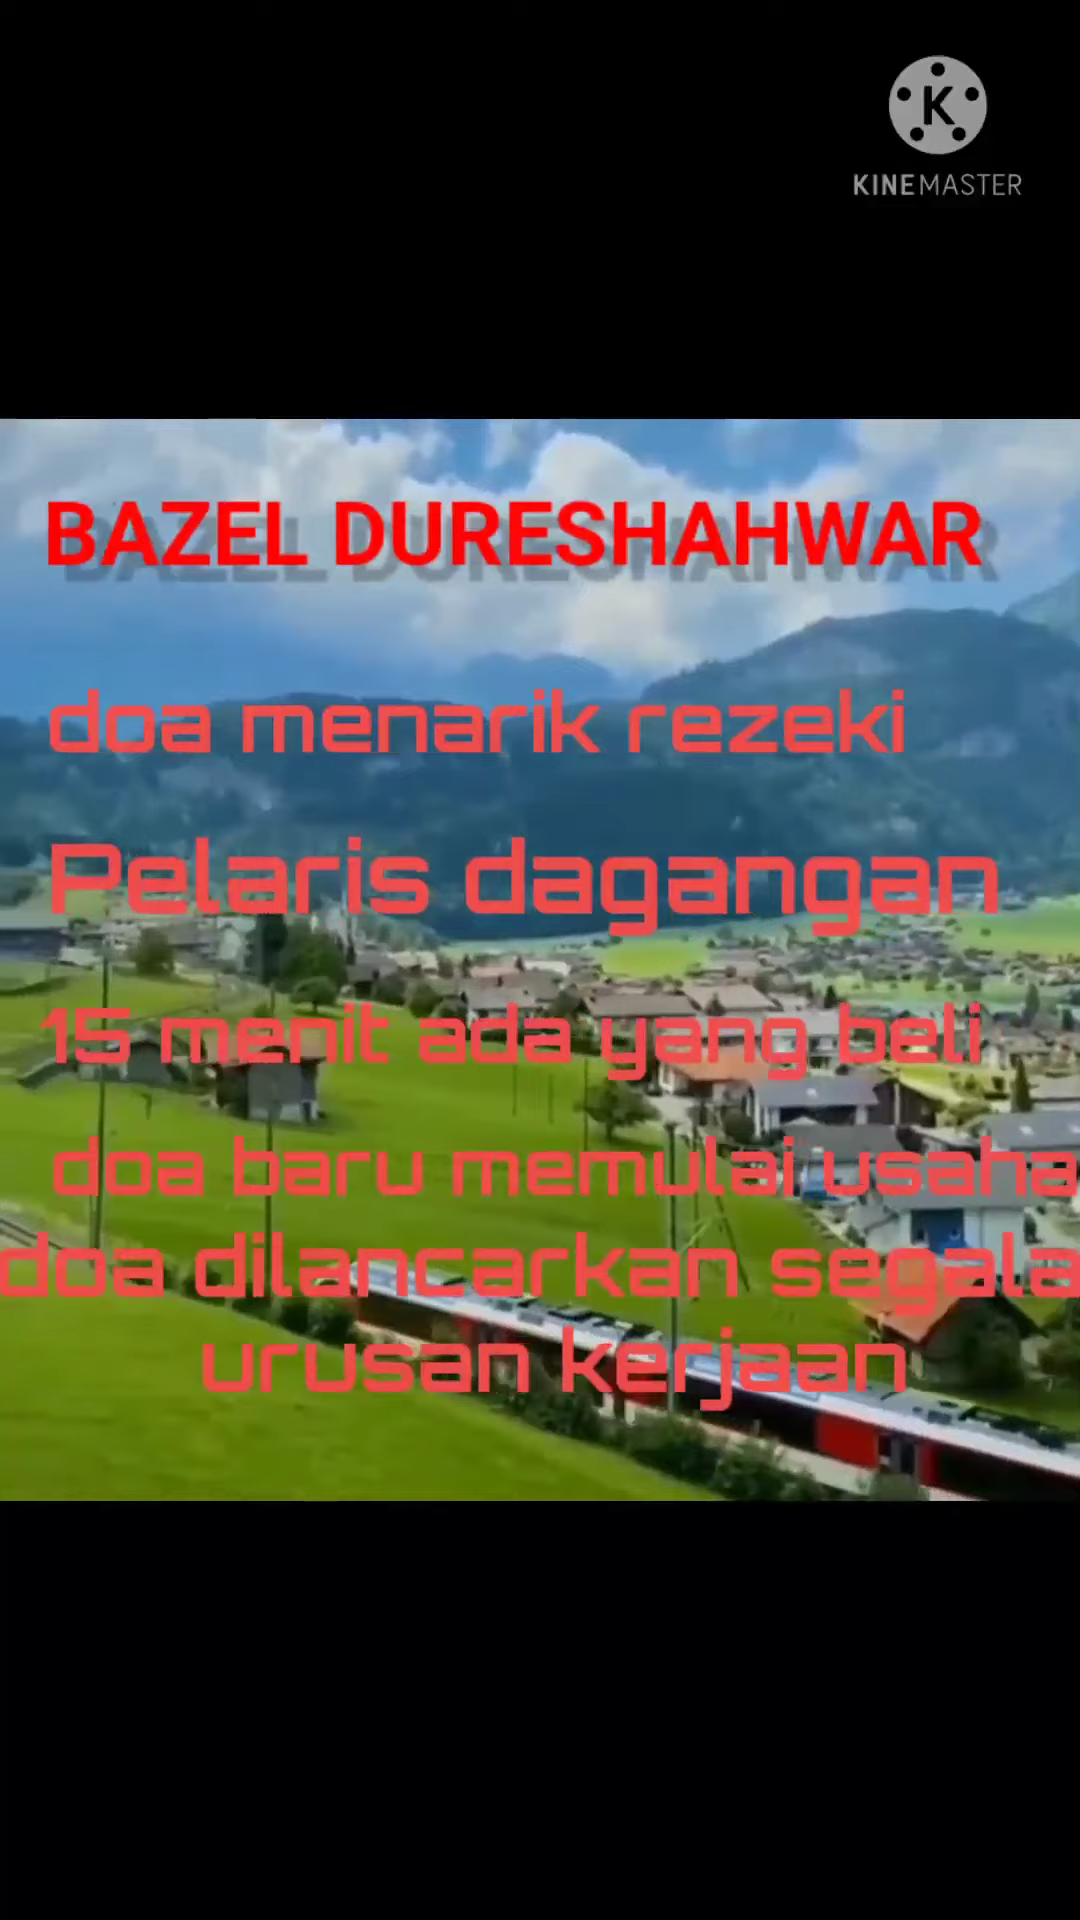 K
KINEMASTER
BAZEL DURESHAHWAR
doa menarik rezeki
Pelaris dagangan
15 menit ada yang beli
doa baru memulai usaha
doa dilancarkan segala
urusan kerjaan